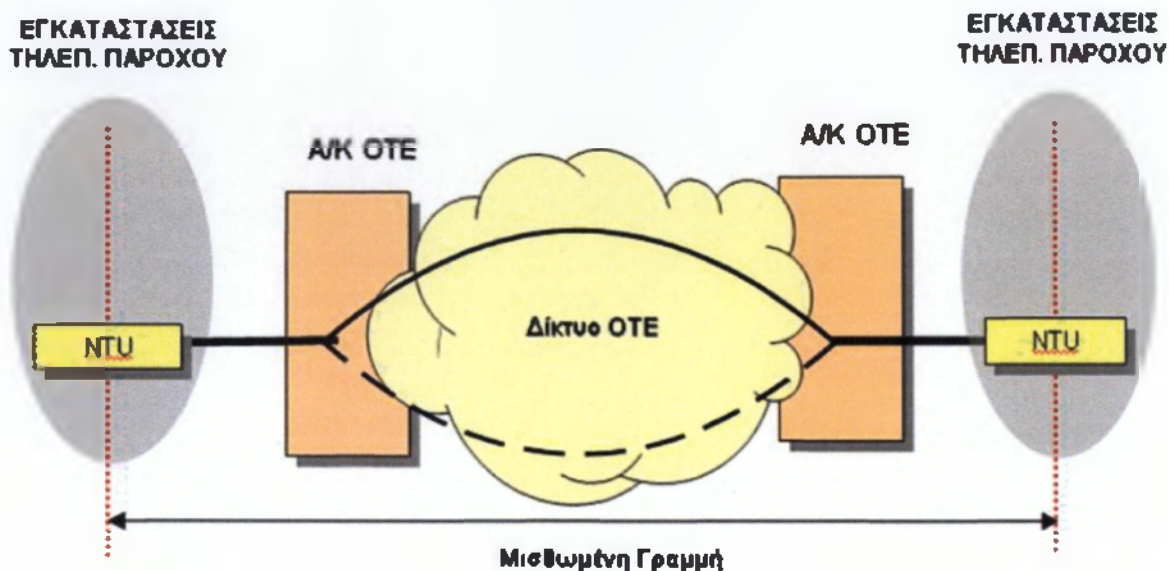 ΕΓΚΑΤΑΣΤΑΣΕΙΣ
ΤΗΛΕΠ. ΠΑΡΟΧΟΥ
ΕΓΚΑΤΑΣΤΑΣΕΙΣ
ΤΗΛΕΠ. ΠΑΡΟΧΟΥ
Α/Κ ΟΤΕ
Α/Κ ΟΤΕ
Δίκτυο ΟΤΕ
NTU
NTU
Μισθωμένη Γραμμή